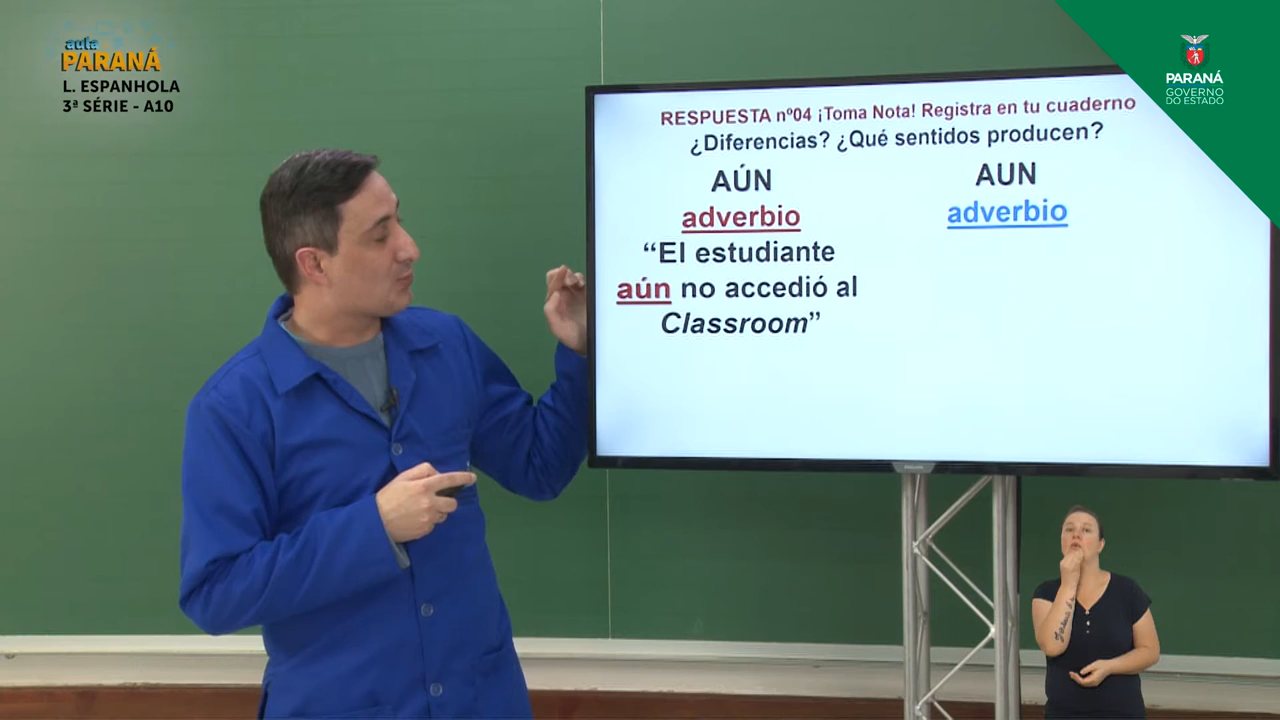 aula
PARANÁ
L. ESPANHOLA
3ª SÉRIE - A10
PARANÁ
GOVERNO
DO ESTADO
RESPUESTA nº04 ¡Toma Nota! Registra en tu cuaderno
¿Diferencias? ¿Qué sentidos producen?
AÚN
adverbio
“El estudiante
aún no accedió al
Classroom”
AUN
adverbio
PHILIPS